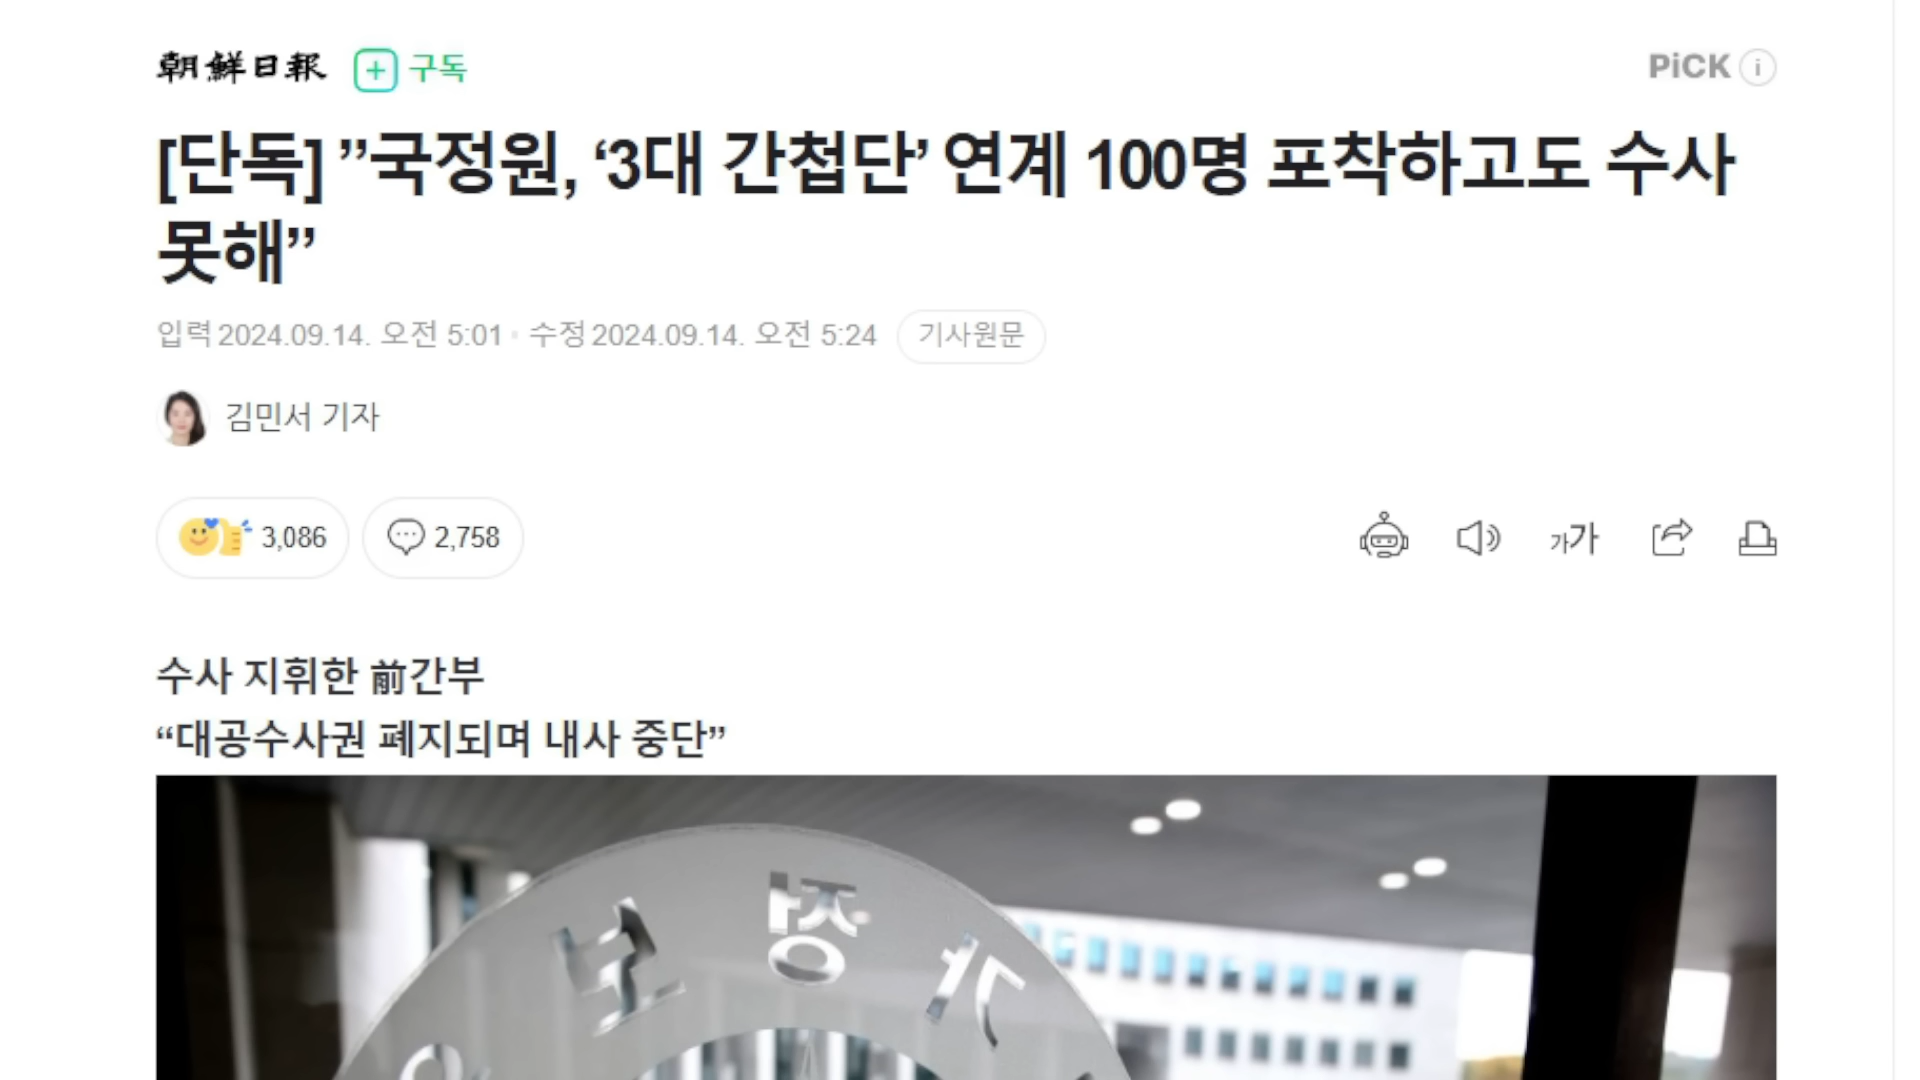 朝鮮日報 + 구독
PiCK i
[단독] ”국정원, ‘3대 간첩단’ 연계 100명 포착하고도 수사
못해”
입력 2024.09.14. 오전 5:01 · 수정 2024.09.14. 오전 5:24 기사원문
김민서 기자
3,086 2,758
가가
수사 지휘한 前간부
“대공수사권 폐지되며 내사 중단”